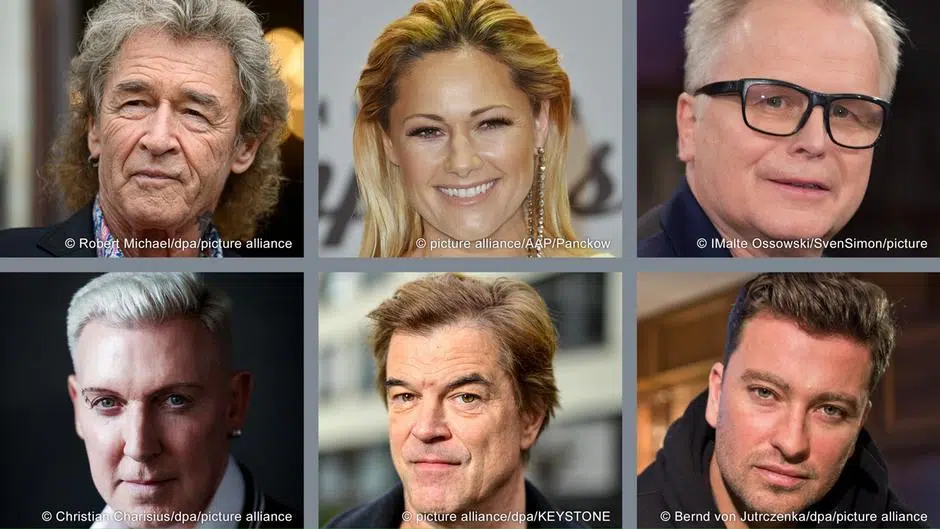 © Robert Michael/dpa/picture alliance
© picture alliance/AAP/Panckow
© IMalte Ossowski/SvenSimon/picture
© Christian Charisius/dpa/picture alliance
© picture alliance/dpa/KEYSTONE
© Bernd von Jutrczenka/dpa/picture alliance